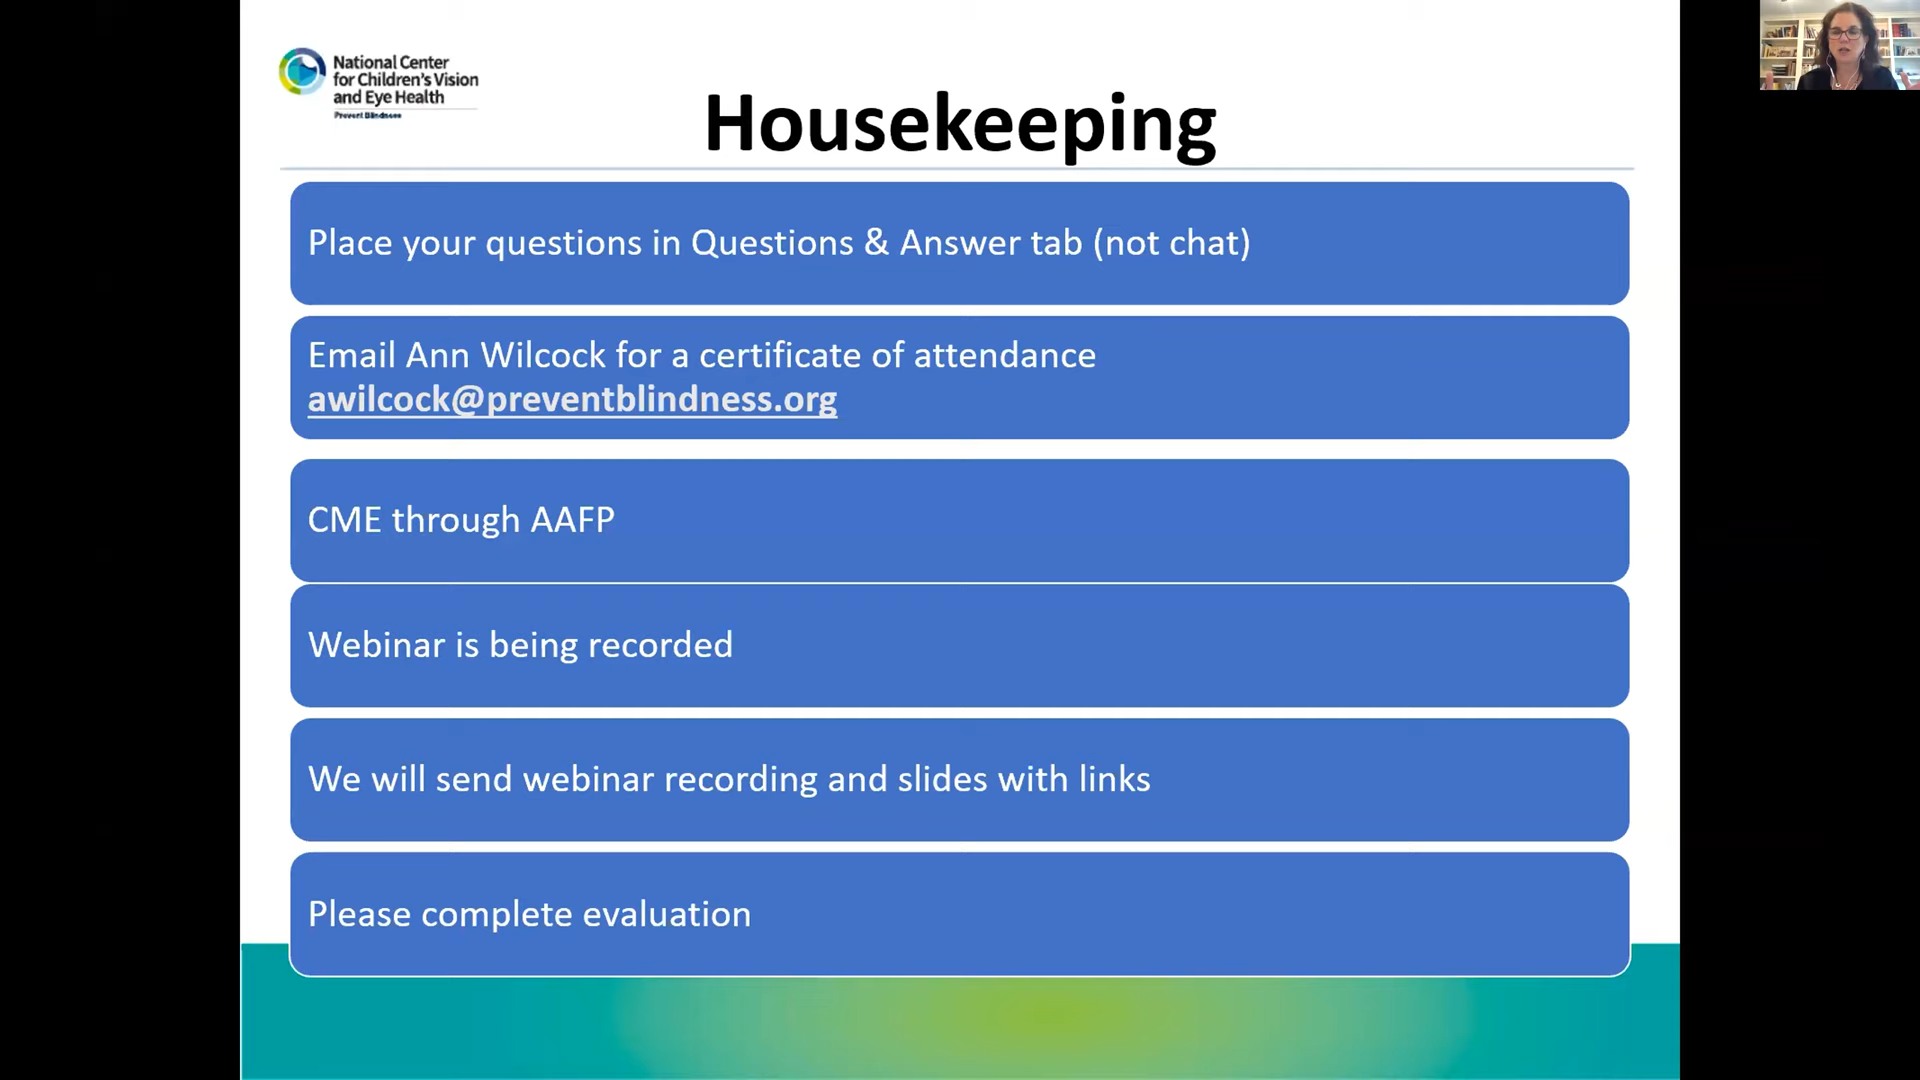 National Center
for Children's Vision
and Eye Health
Prevent Blindness
Housekeeping
Place your questions in Questions & Answer tab (not chat)
Email Ann Wilcock for a certificate of attendance
awilcock@preventblindness.org
CME through AAFP
Webinar is being recorded
We will send webinar recording and slides with links
Please complete evaluation